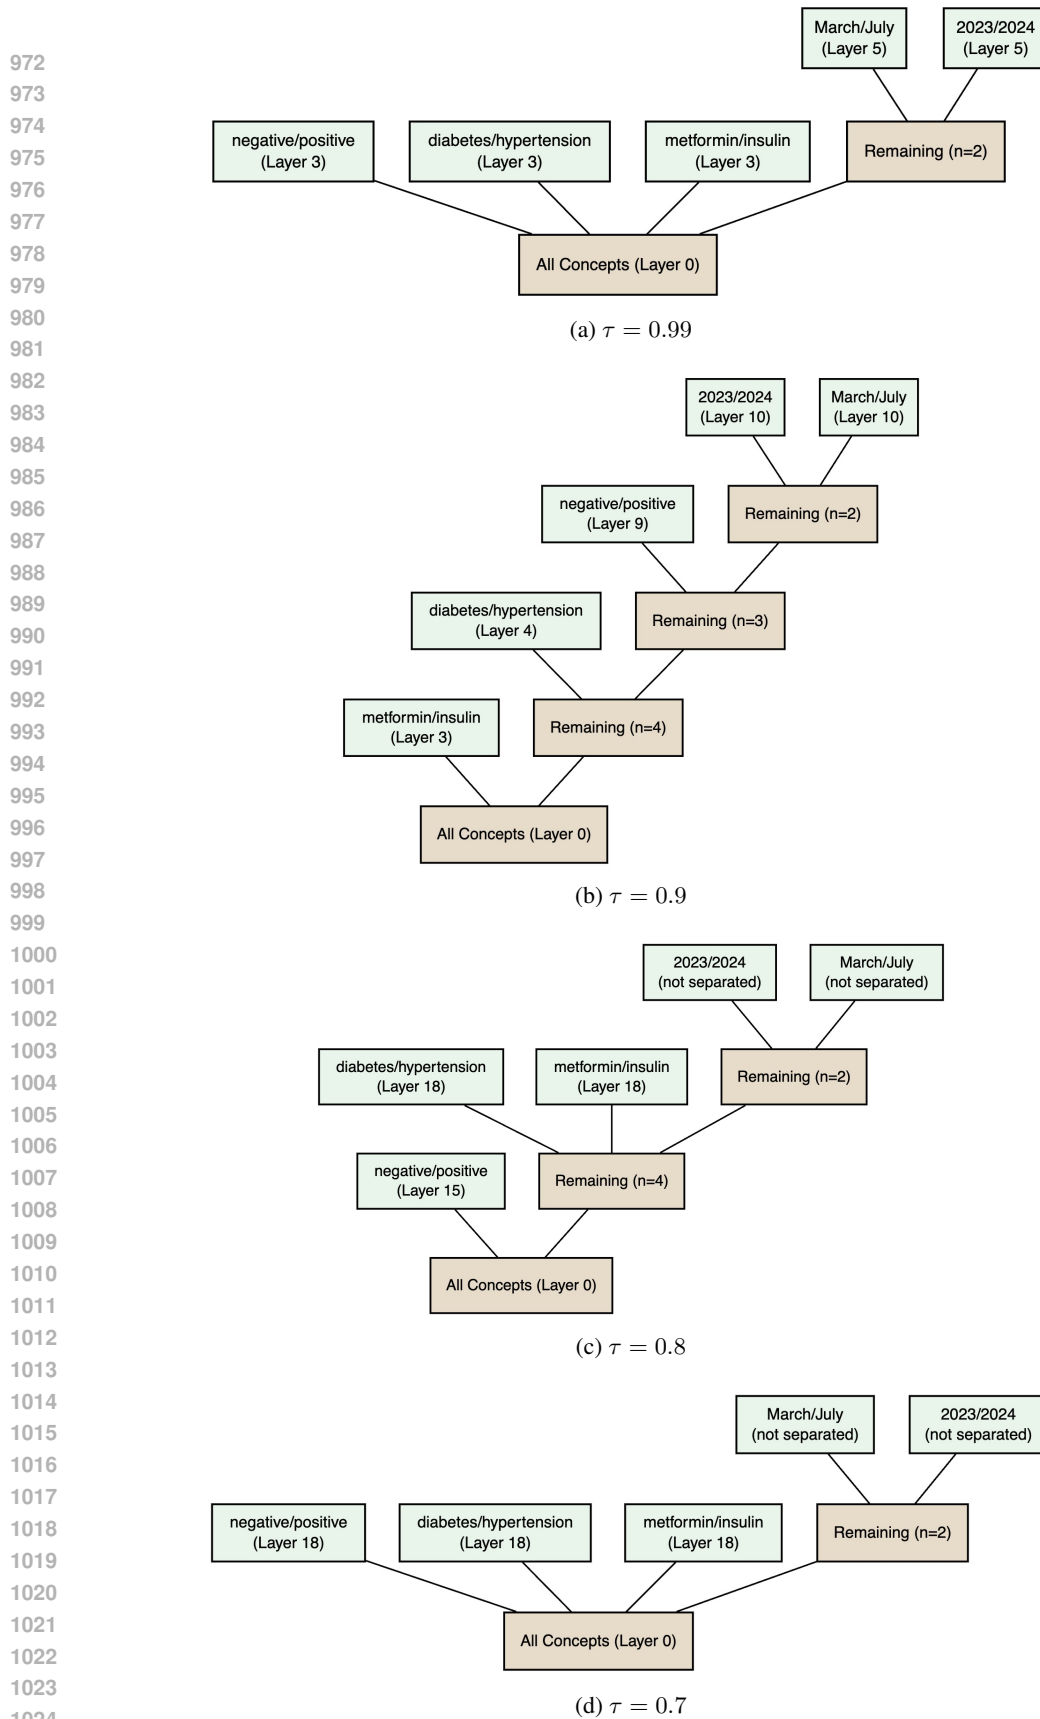 972
973
974
975
976
977
978
979
980
981
982
983
984
985
986
987
988
989
990
991
992
993
994
995
996
997
998
999
1000
1001
1002
1003
1004
1005
1006
1007
1008
1009
1010
1011
1012
1013
1014
1015
1016
1017
1018
1019
1020
1021
1022
1023
March/July
(Layer 5)
2023/2024
(Layer 5)
negative/positive
(Layer 3)
diabetes/hypertension
(Layer 3)
metformin/insulin
(Layer 3)
Remaining (n=2)
All Concepts (Layer 0)
(a) τ = 0.99
2023/2024
(Layer 10)
March/July
(Layer 10)
negative/positive
(Layer 9)
Remaining (n=2)
diabetes/hypertension
(Layer 4)
Remaining (n=3)
metformin/insulin
(Layer 3)
Remaining (n=4)
All Concepts (Layer 0)
(b) τ = 0.9
2023/2024
(not separated)
March/July
(not separated)
diabetes/hypertension
(Layer 18)
metformin/insulin
(Layer 18)
Remaining (n=2)
negative/positive
(Layer 15)
Remaining (n=4)
All Concepts (Layer 0)
(c) τ = 0.8
March/July
(not separated)
2023/2024
(not separated)
negative/positive
(Layer 18)
diabetes/hypertension
(Layer 18)
metformin/insulin
(Layer 18)
Remaining (n=2)
All Concepts (Layer 0)
(d) τ = 0.7